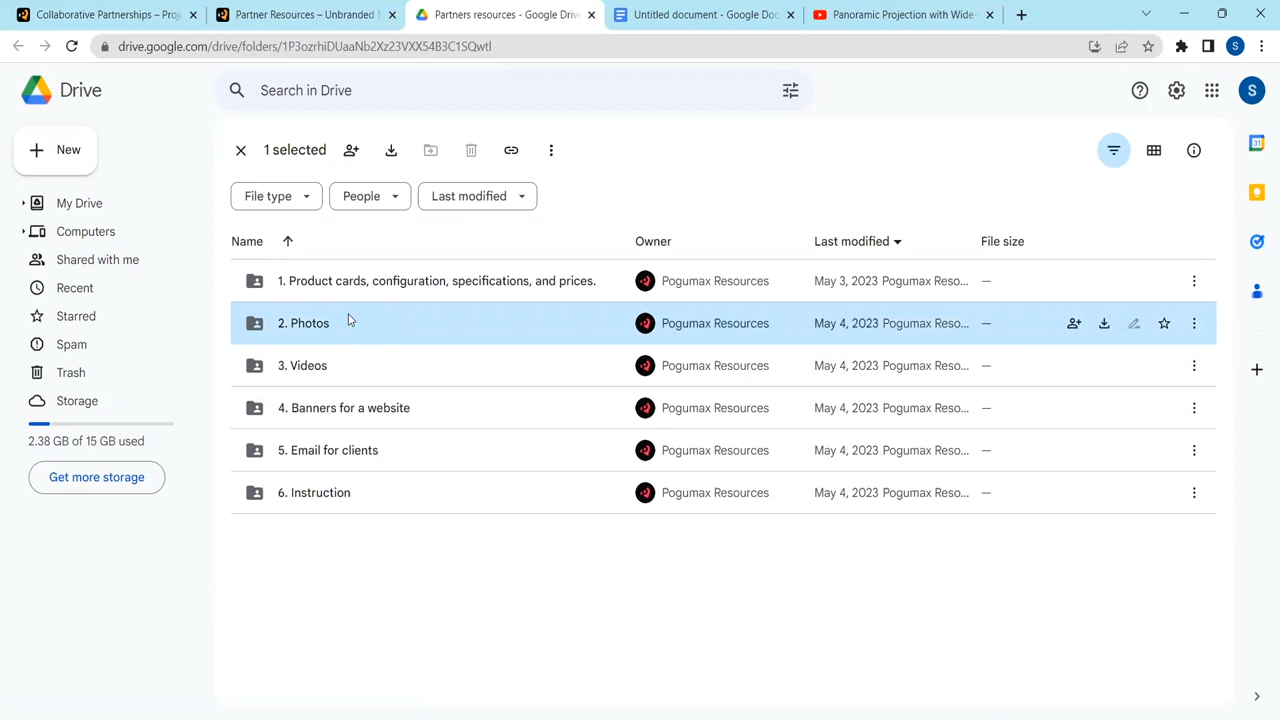 Collaborative Partnerships – Proj
Partner Resources – Unbranded M
Partners resources - Google Drive
Untitled document - Google Doc
Panoramic Projection with Wide-
drive.google.com/drive/folders/1P3ozrhiDUaaNb2Xz23VXX54B3C1SQwtI
S
Drive
Search in Drive
S
New
1 selected
31
My Drive
File type
People
Last modified
Computers
Name
Owner
Last modified
File size
Shared with me
1. Product cards, configuration, specifications, and prices.
Pogumax Resources
May 3, 2023 Pogumax Reso...
—
Recent
2. Photos
Pogumax Resources
May 4, 2023 Pogumax Reso...
—
Starred
3. Videos
Pogumax Resources
May 4, 2023 Pogumax Reso...
—
Spam
Trash
4. Banners for a website
Pogumax Resources
May 4, 2023 Pogumax Reso...
—
Storage
2.38 GB of 15 GB used
5. Email for clients
Pogumax Resources
May 4, 2023 Pogumax Reso...
—
Get more storage
6. Instruction
Pogumax Resources
May 4, 2023 Pogumax Reso...
—